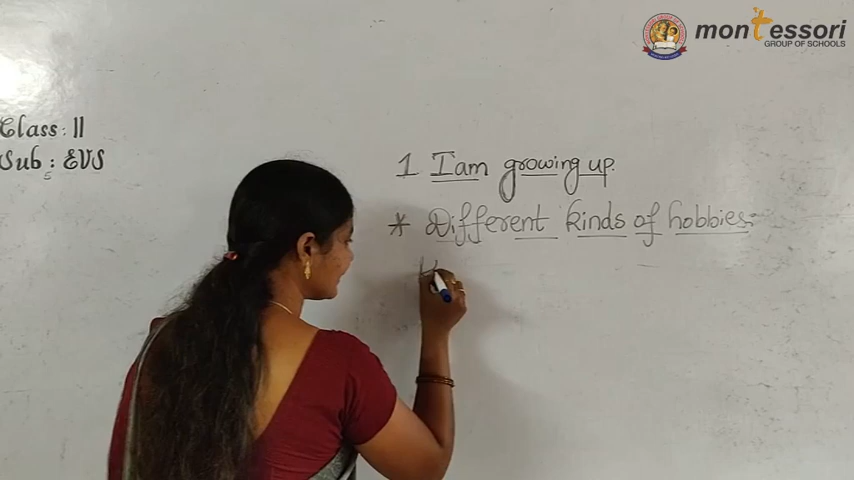 montessori
GROUP OF SCHOOLS
Class : II
Sub : EVS
1 I am growing up.
* Different kinds of hobbies:-